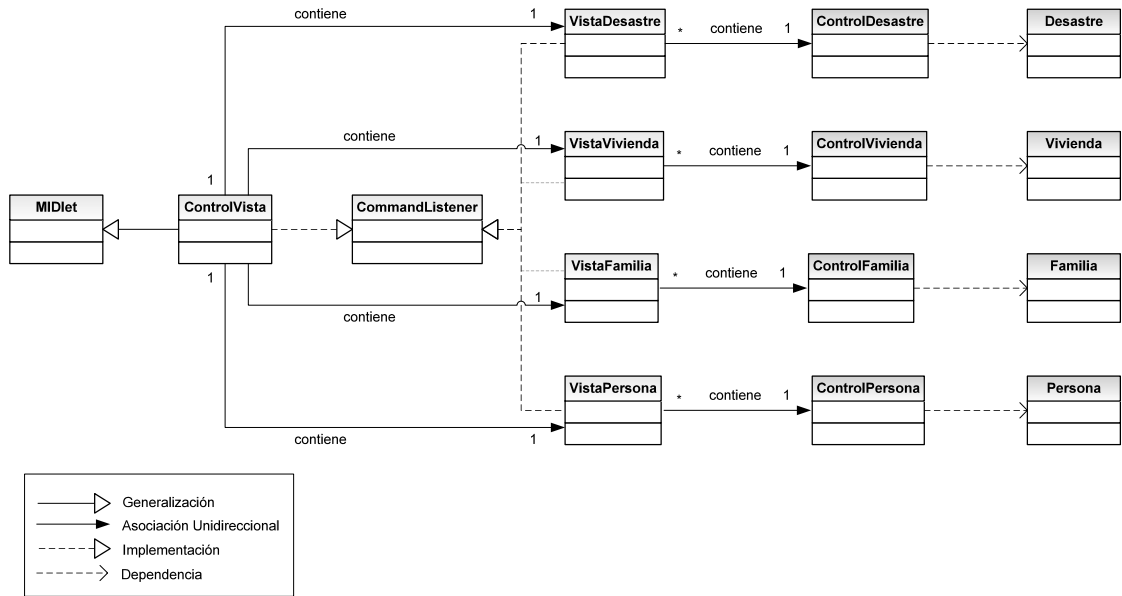 contiene
1
VistaDesastre
*
contiene
1
ControlDesastre
Desastre
contiene
1
VistaVivienda
*
contiene
1
ControlVivienda
Vivienda
1
MIDlet
ControlVista
CommandListener
1
VistaFamilia
*
contiene
1
ControlFamilia
Familia
contiene
1
VistaPersona
*
contiene
1
ControlPersona
Persona
contiene
1
Generalización
Asociación Unidireccional
Implementación
Dependencia